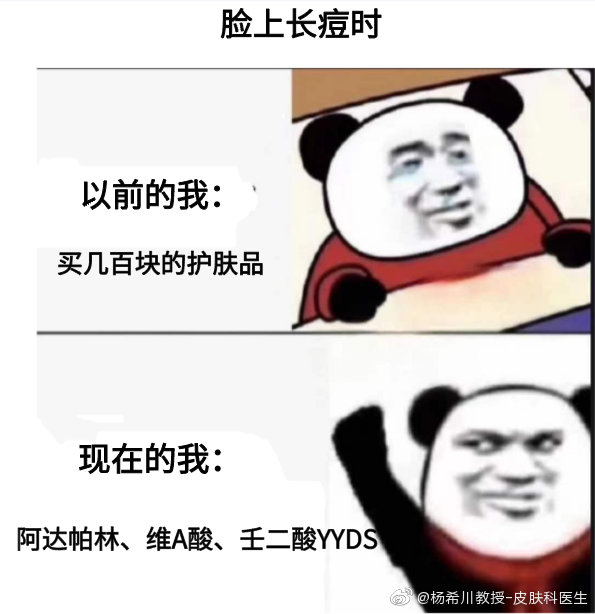 脸上长痘时
以前的我：
买几百块的护肤品
现在的我：
阿达帕林、维A酸、壬二酸YYDS
@杨希川教授-皮肤科医生